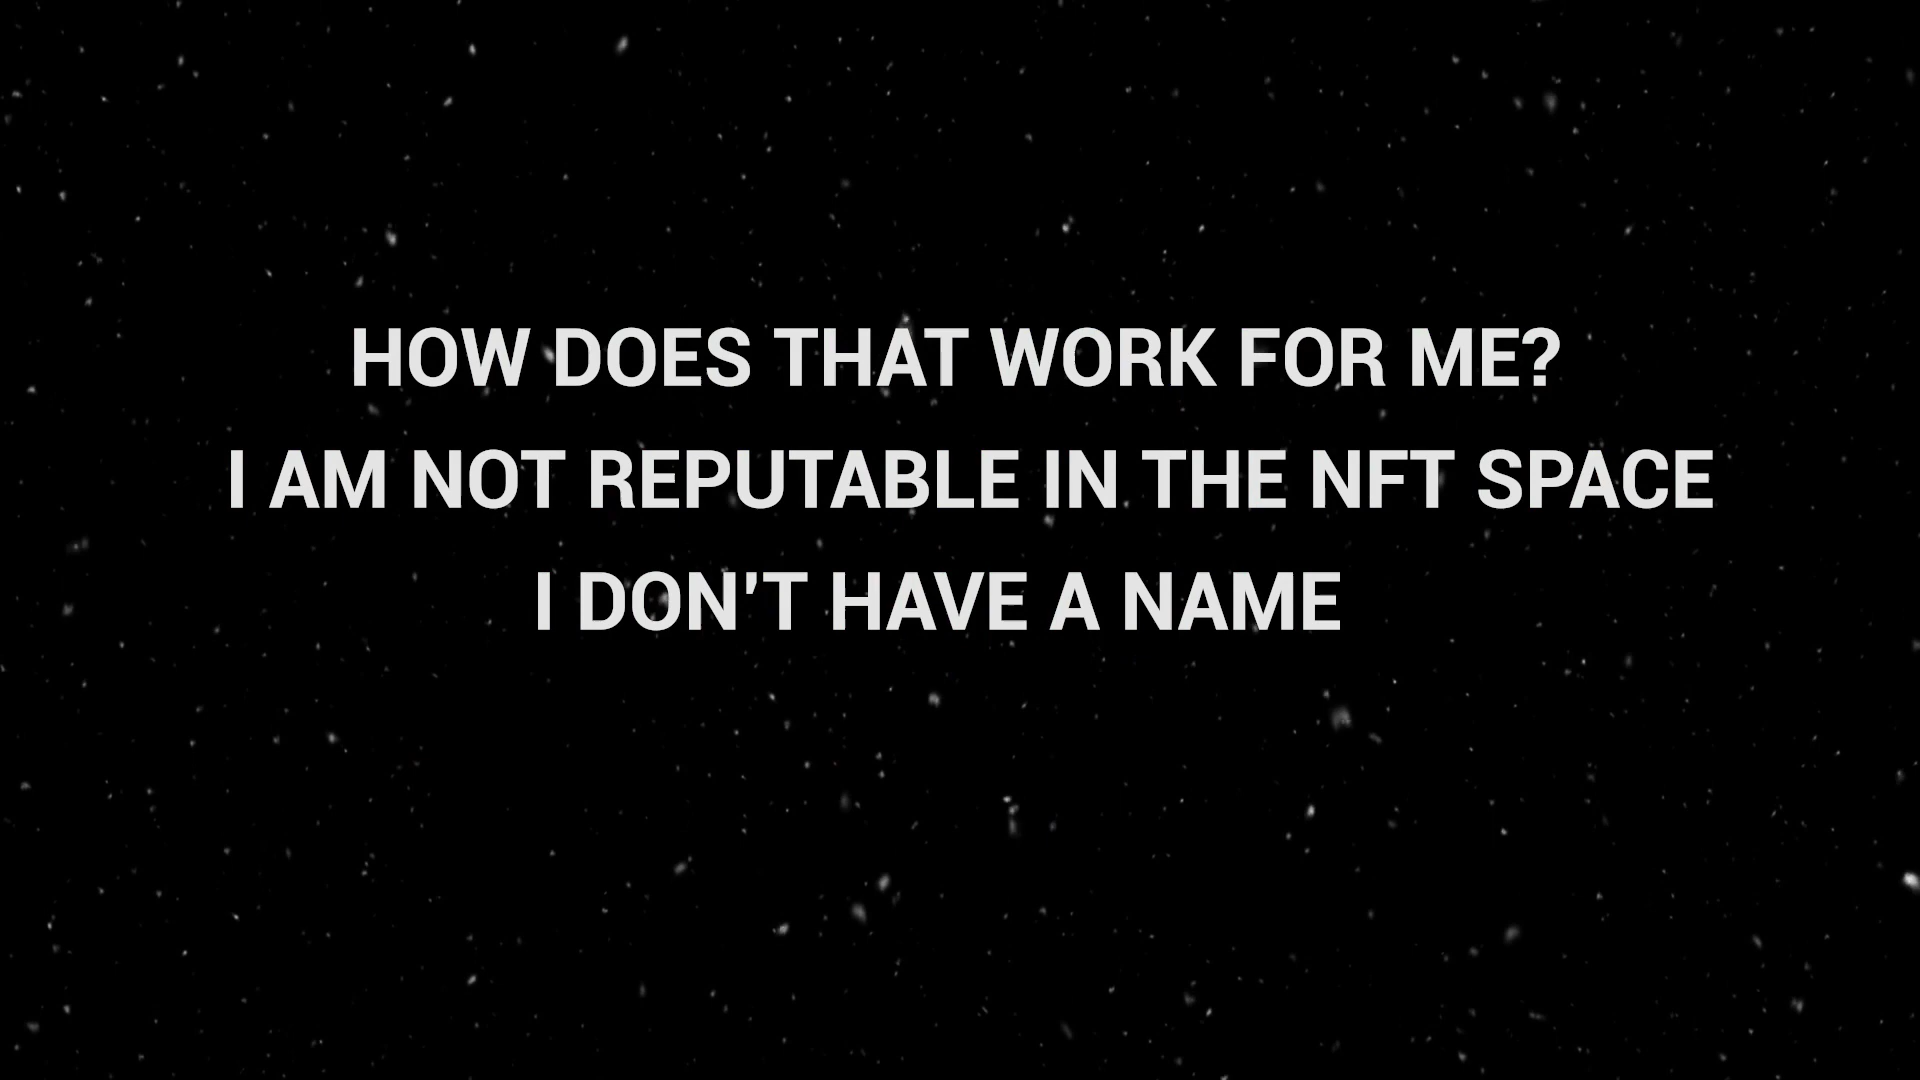 HOW DOES THAT WORK FOR ME?
I AM NOT REPUTABLE IN THE NFT SPACE
I DON'T HAVE A NAME